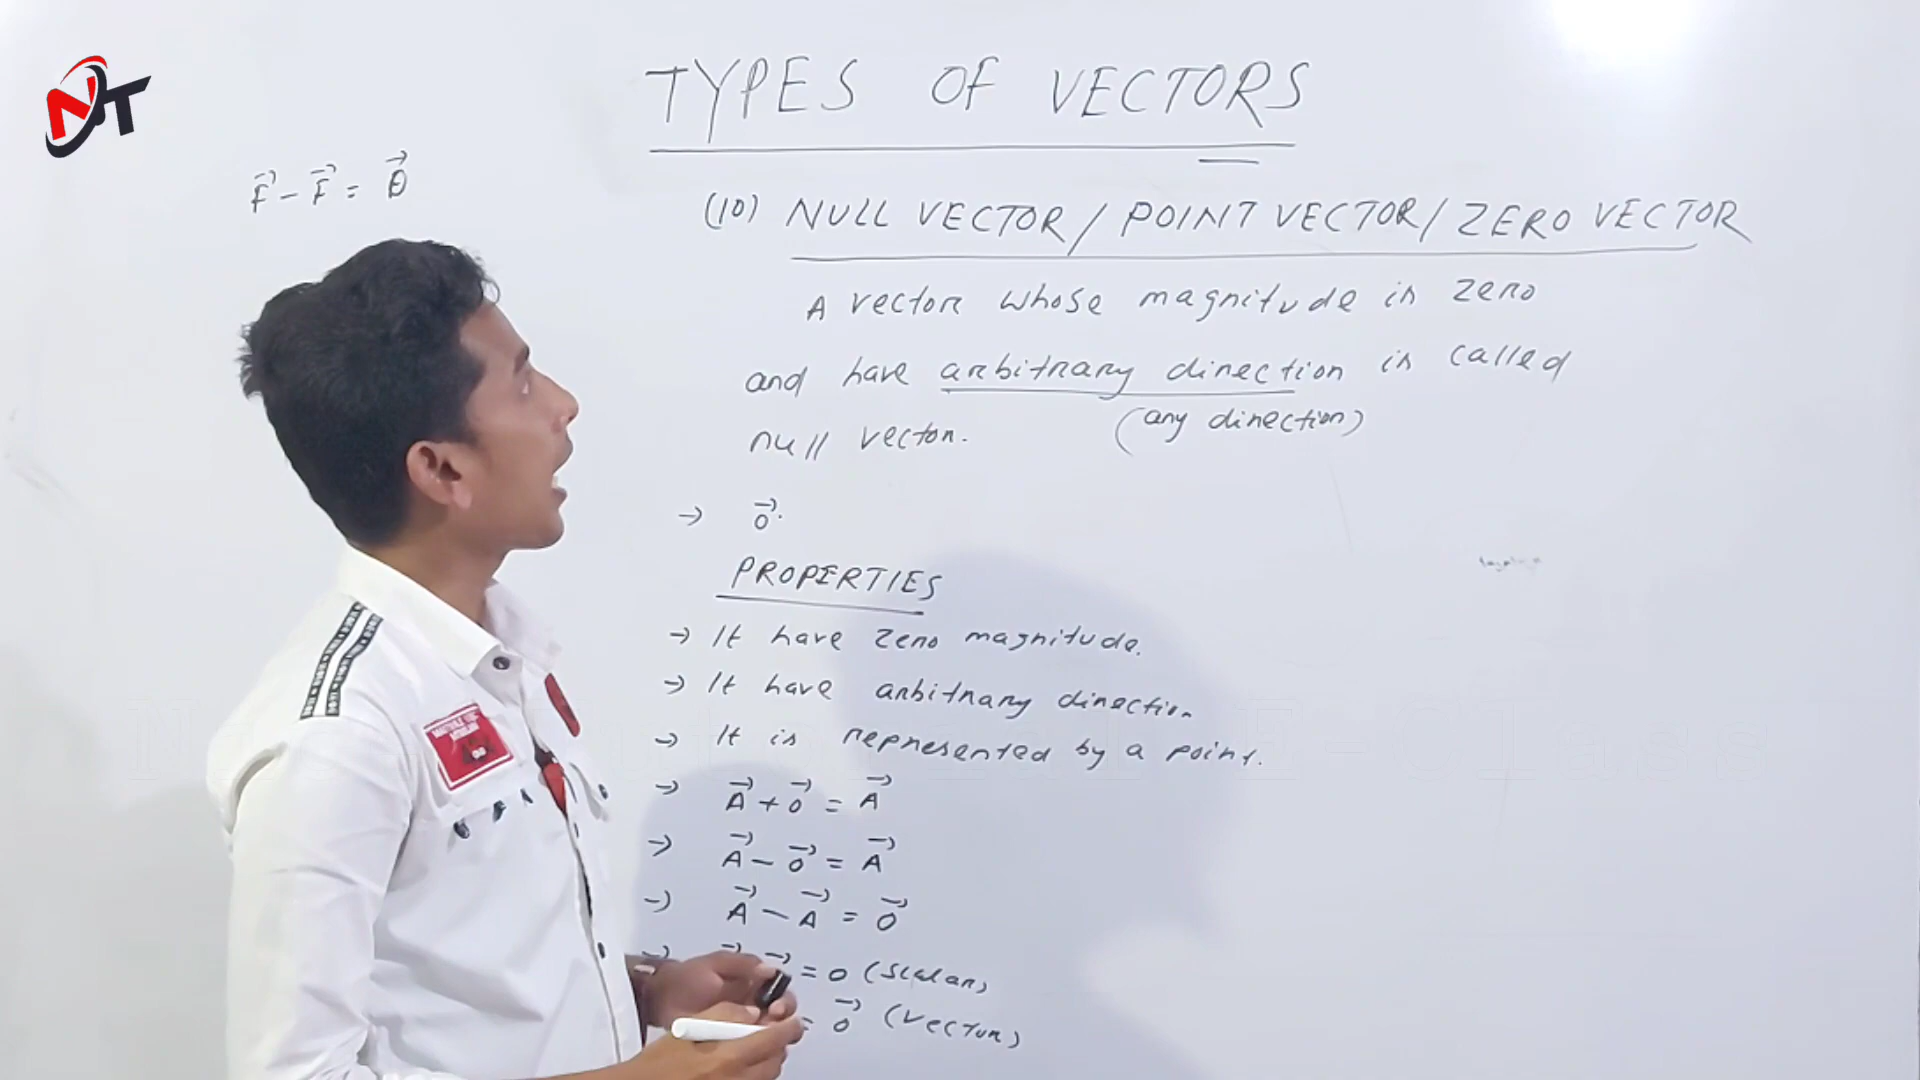 NT
TYPES OF VECTORS
F⃗ - F⃗ = 0⃗
(10) NULL VECTOR / POINT VECTOR / ZERO VECTOR
A vector whose magnitude is zero
and have arbitrary direction is called
(any direction)
null vector.
→ 0⃗.
PROPERTIES
→ It have zero magnitude.
→ It have arbitrary direction
→ It is represented by a point.
→ A⃗ + 0⃗ = A⃗
→ A⃗ - 0⃗ = A⃗
→ A⃗ - A⃗ = 0⃗
→ = 0 (scalar)
= 0⃗ (vector)
E-Class